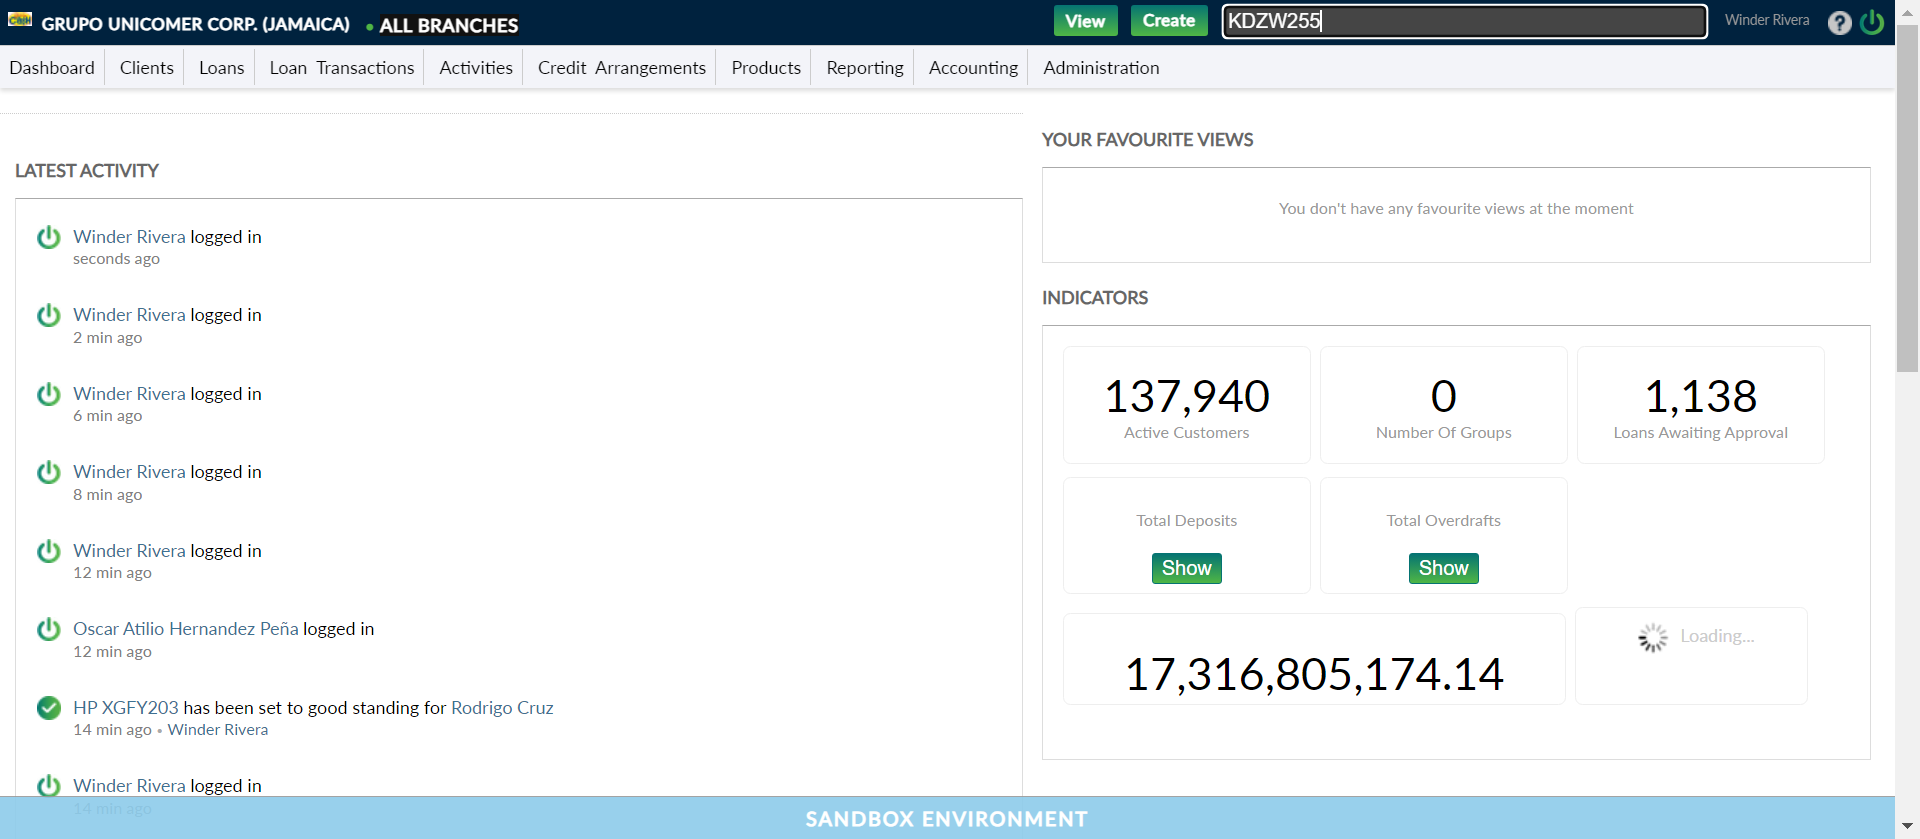 GRUPO UNICOMER CORP. (JAMAICA) • ALL BRANCHES View Create KDZW255 Winder Rivera ?
Dashboard Clients Loans Loan Transactions Activities Credit Arrangements Products Reporting Accounting Administration
LATEST ACTIVITY
Winder Rivera logged in
seconds ago
Winder Rivera logged in
2 min ago
Winder Rivera logged in
6 min ago
Winder Rivera logged in
8 min ago
Winder Rivera logged in
12 min ago
Oscar Atilio Hernandez Peña logged in
12 min ago
HP XGFY203 has been set to good standing for Rodrigo Cruz
14 min ago • Winder Rivera
Winder Rivera logged in
14 min ago
YOUR FAVOURITE VIEWS
You don't have any favourite views at the moment
INDICATORS
137,940
Active Customers
0
Number Of Groups
1,138
Loans Awaiting Approval
Total Deposits
Show
Total Overdrafts
Show
17,316,805,174.14
Loading...
SANDBOX ENVIRONMENT